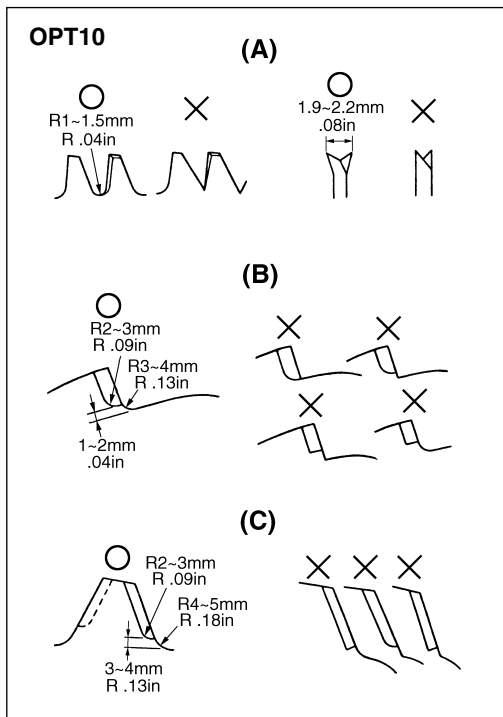 OPT10
(A)
R1~1.5mm
R .04in
1.9~2.2mm
.08in
(B)
R2~3mm
R .09in
R3~4mm
R .13in
1~2mm
.04in
(C)
R2~3mm
R .09in
R4~5mm
R .18in
3~4mm
R .13in